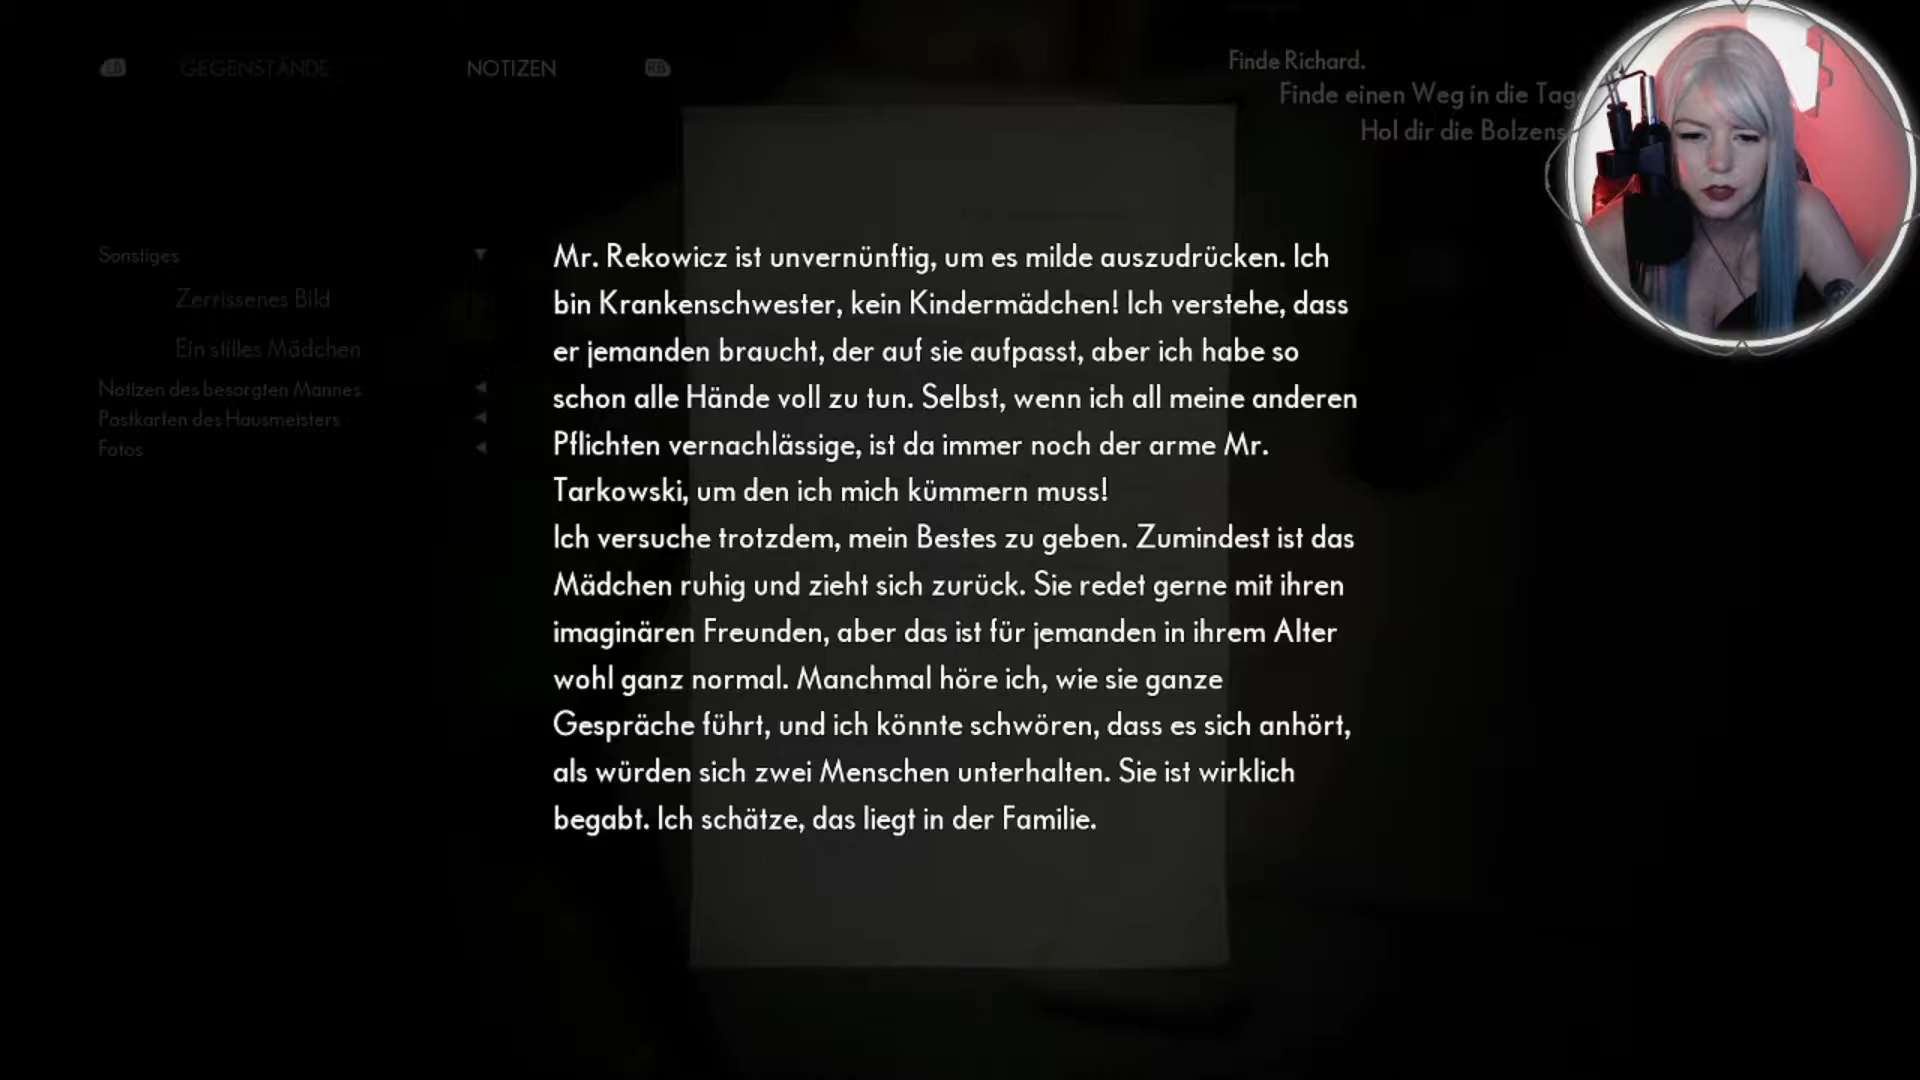 LB
GEGENSTÄNDE
NOTIZEN
RB
Finde Richard.
Finde einen Weg in die
Hol dir die
Sonstiges
Zerrissenes Bild
Ein stilles Mädchen
Notizen des besorgten Mannes
Postkarten des Hausmeisters
Fotos
Mr. Rekowicz ist unvernünftig, um es milde auszudrücken. Ich
bin Krankenschwester, kein Kindermädchen! Ich verstehe, dass
er jemanden braucht, der auf sie aufpasst, aber ich habe so
schon alle Hände voll zu tun. Selbst, wenn ich all meine anderen
Pflichten vernachlässige, ist da immer noch der arme Mr.
Tarkowski, um den ich mich kümmern muss!
Ich versuche trotzdem, mein Bestes zu geben. Zumindest ist das
Mädchen ruhig und zieht sich zurück. Sie redet gerne mit ihren
imaginären Freunden, aber das ist für jemanden in ihrem Alter
wohl ganz normal. Manchmal höre ich, wie sie ganze
Gespräche führt, und ich könnte schwören, dass es sich anhört,
als würden sich zwei Menschen unterhalten. Sie ist wirklich
begabt. Ich schätze, das liegt in der Familie.